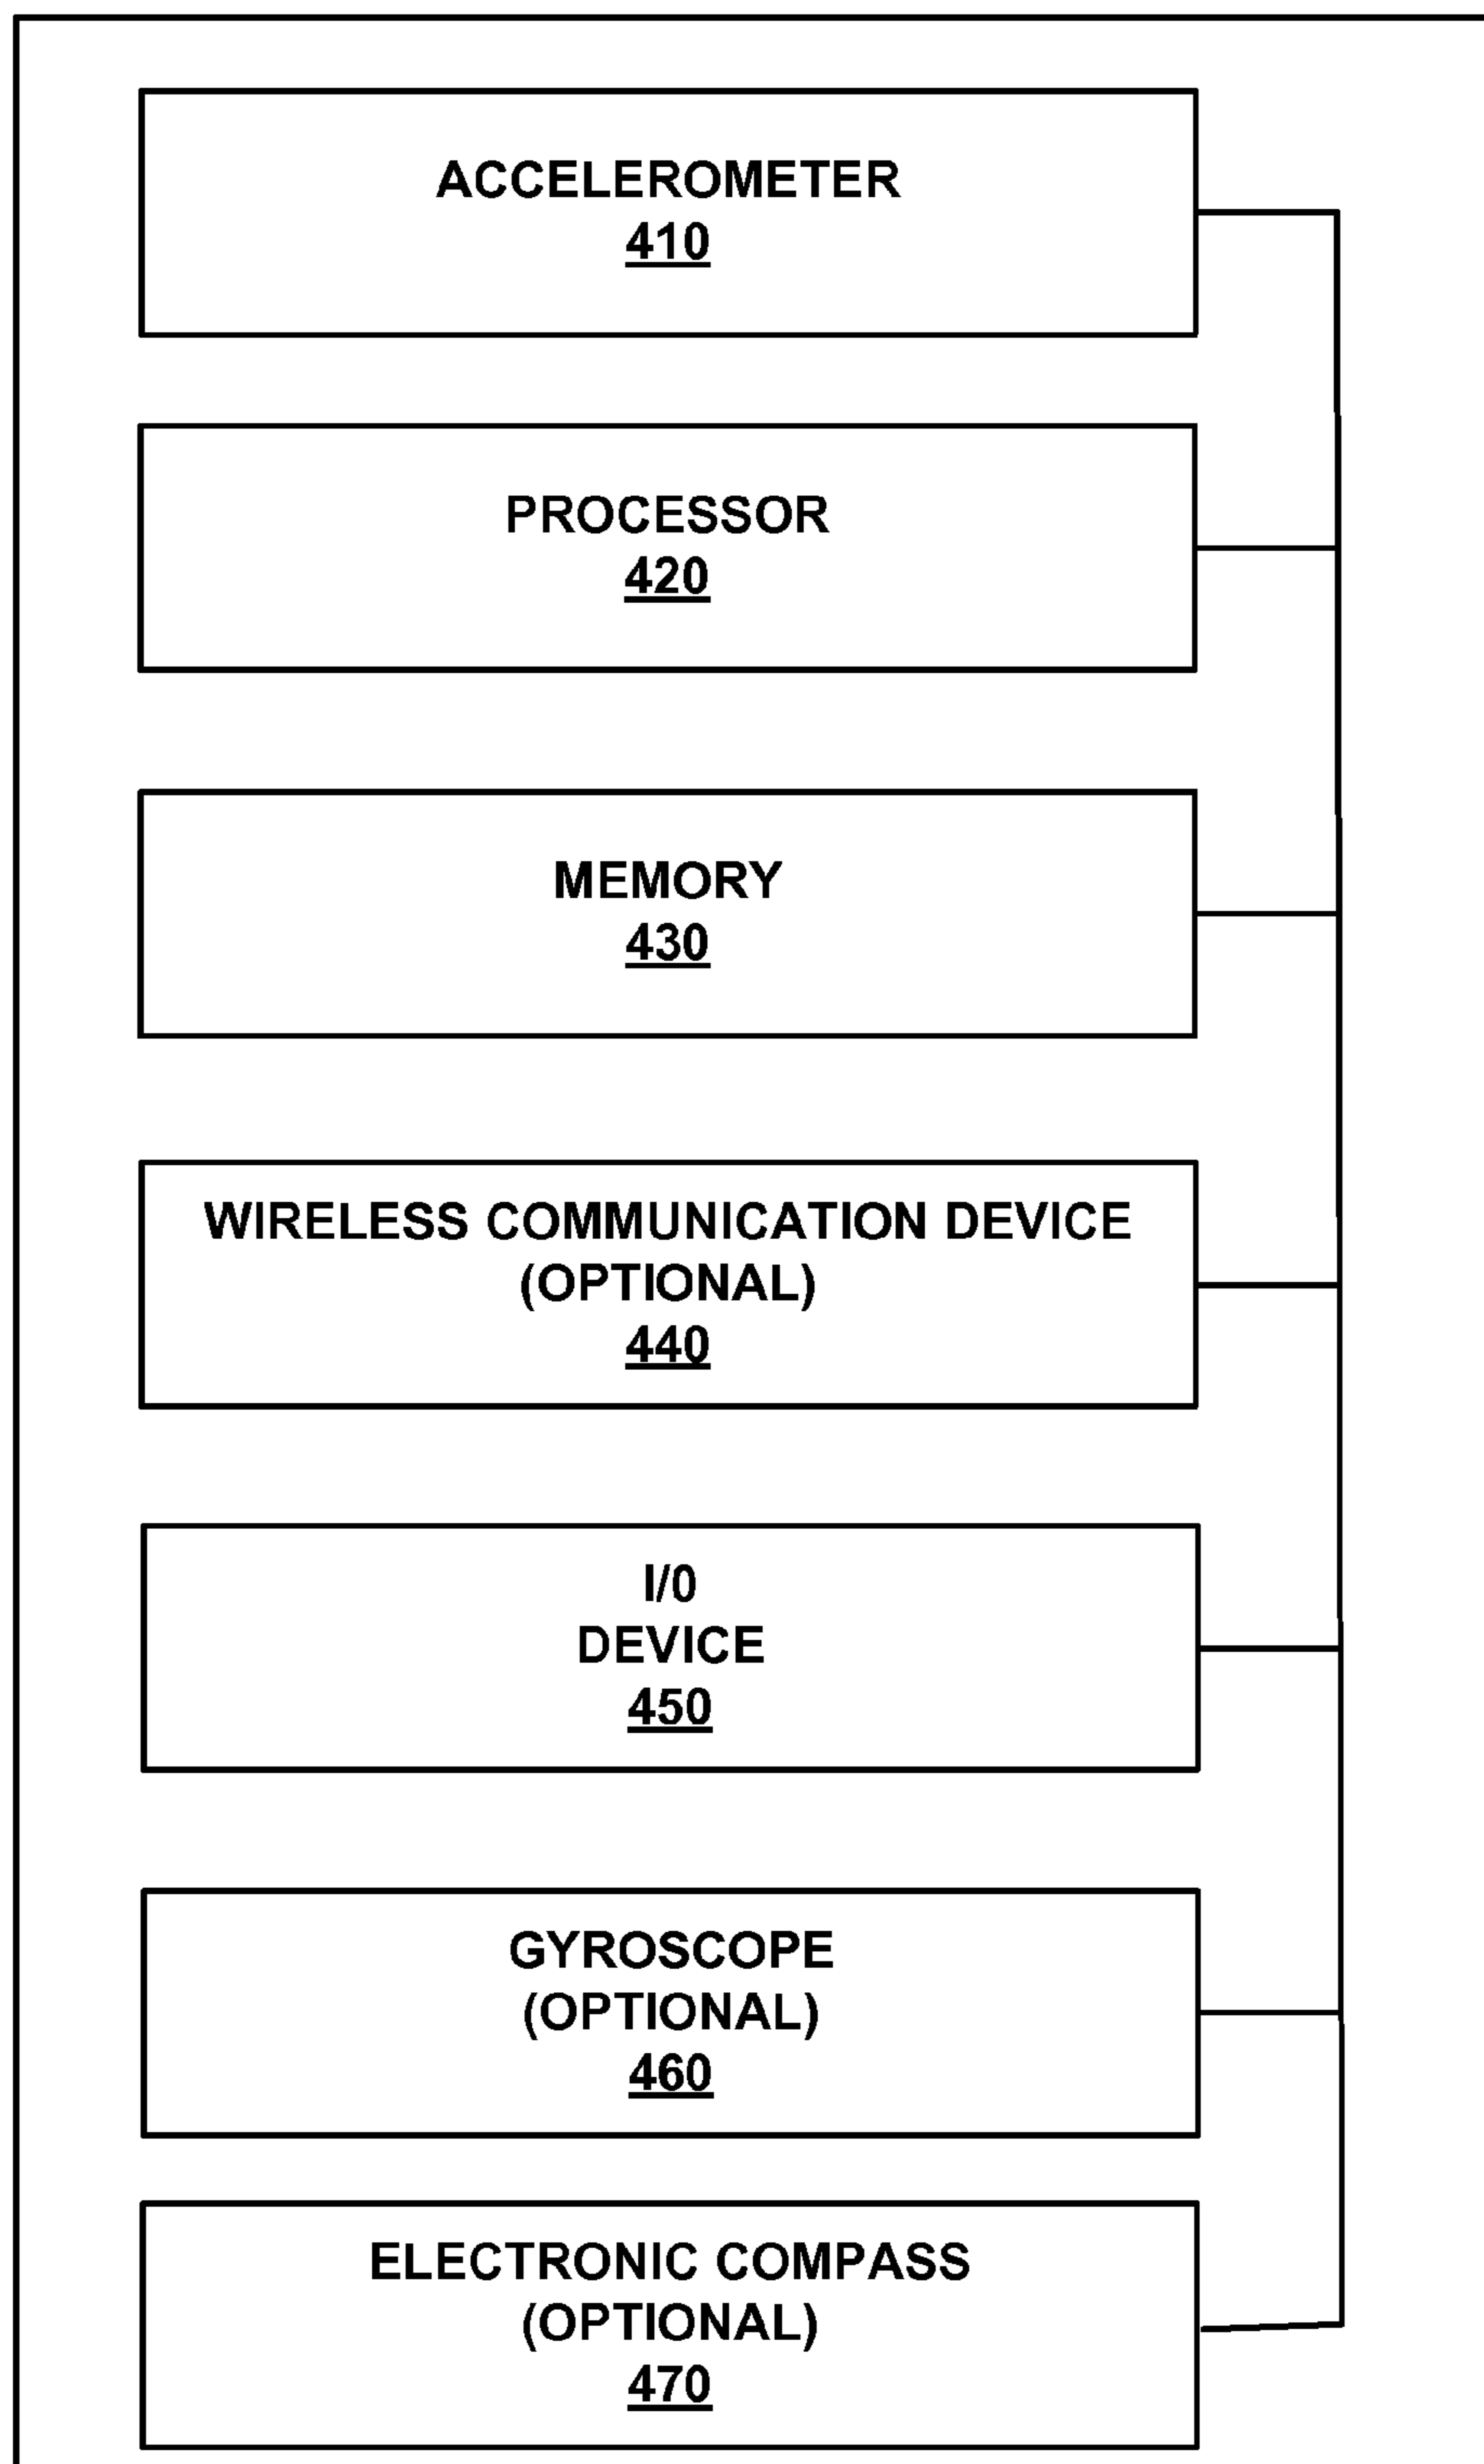 ACCELEROMETER
410
PROCESSOR
420
MEMORY
430
WIRELESS COMMUNICATION DEVICE
(OPTIONAL)
440
I/0
DEVICE
450
GYROSCOPE
(OPTIONAL)
460
ELECTRONIC COMPASS
(OPTIONAL)
470